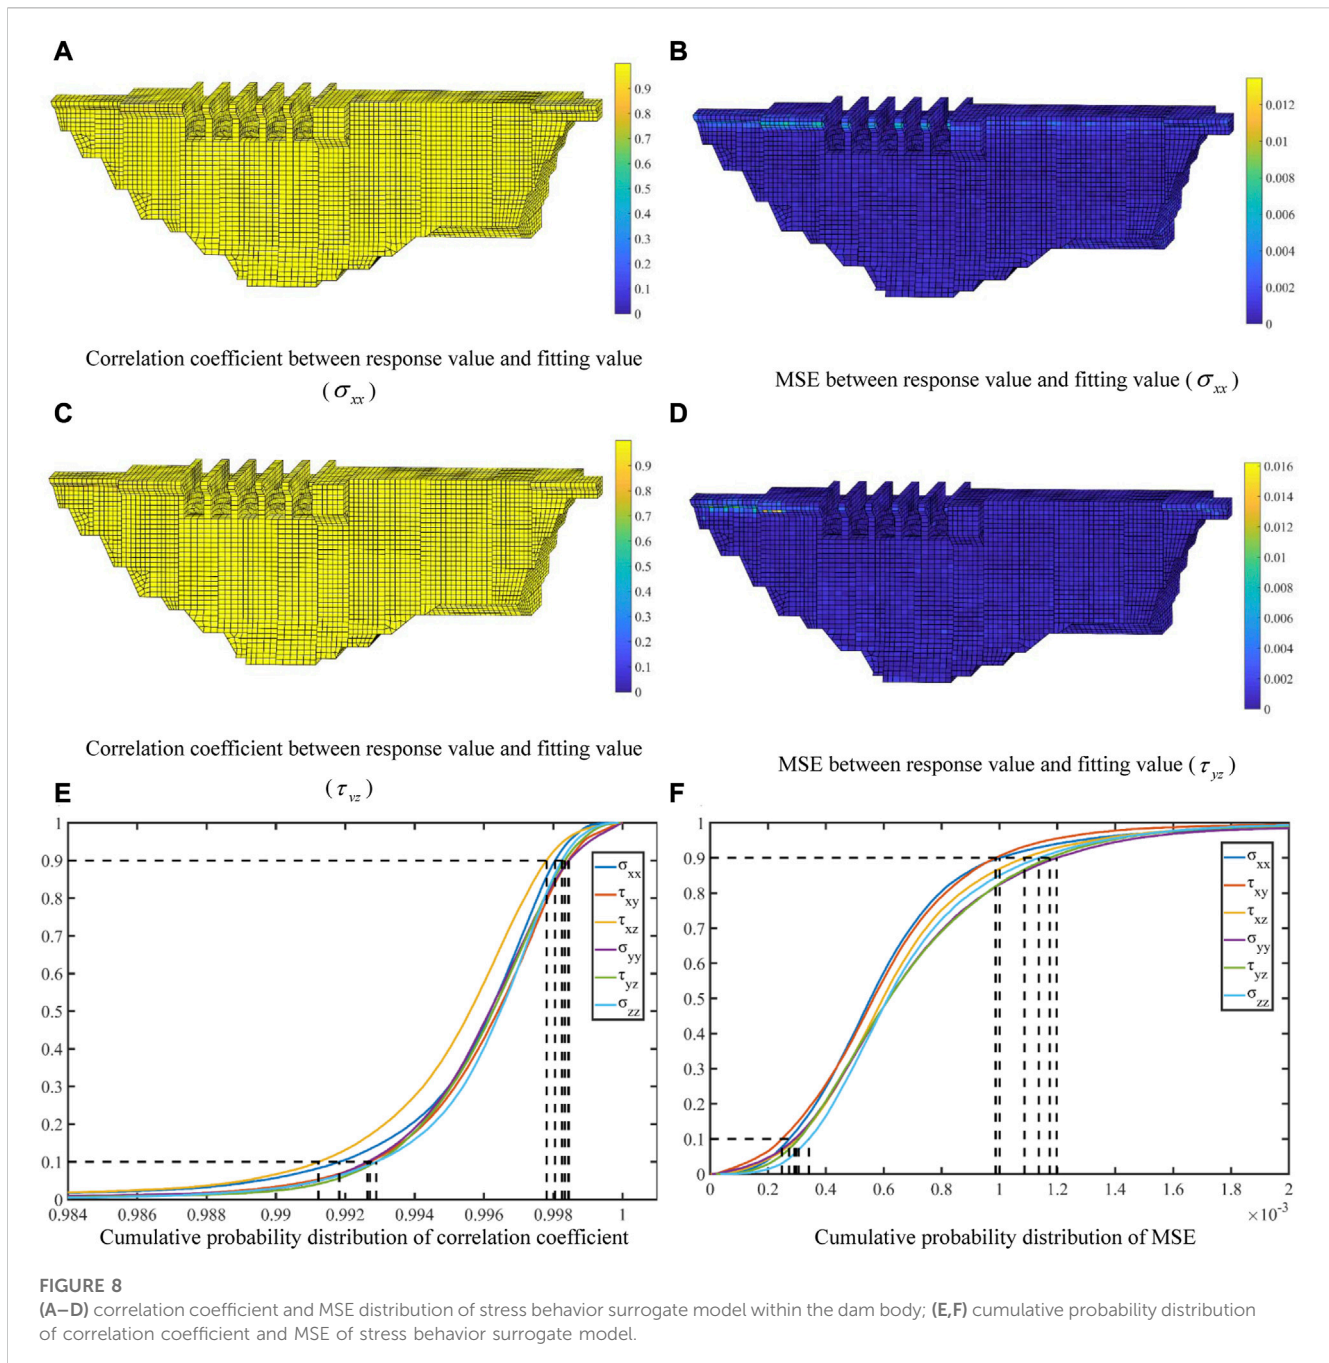 A
0.9
0.8
0.7
0.6
0.5
0.4
0.3
0.2
0.1
0
Correlation coefficient between response value and fitting value
(σxx)
B
0.012
0.01
0.008
0.006
0.004
0.002
0
MSE between response value and fitting value (σxx)
C
0.9
0.8
0.7
0.6
0.5
0.4
0.3
0.2
0.1
0
Correlation coefficient between response value and fitting value
(τyz)
D
0.016
0.014
0.012
0.01
0.008
0.006
0.004
0.002
0
MSE between response value and fitting value (τyz)
E
1
0.9
0.8
0.7
0.6
0.5
0.4
0.3
0.2
0.1
0
σxx
τxy
τxz
σyy
τyz
σzz
0.984 0.986 0.988 0.99 0.992 0.994 0.996 0.998 1
Cumulative probability distribution of correlation coefficient
F
1
0.9
0.8
0.7
0.6
0.5
0.4
0.3
0.2
0.1
0
σxx
τxy
τxz
σyy
τyz
σzz
0 0.2 0.4 0.6 0.8 1 1.2 1.4 1.6 1.8 2
×10⁻³
Cumulative probability distribution of MSE
FIGURE 8
(A–D) correlation coefficient and MSE distribution of stress behavior surrogate model within the dam body; (E,F) cumulative probability distribution
of correlation coefficient and MSE of stress behavior surrogate model.